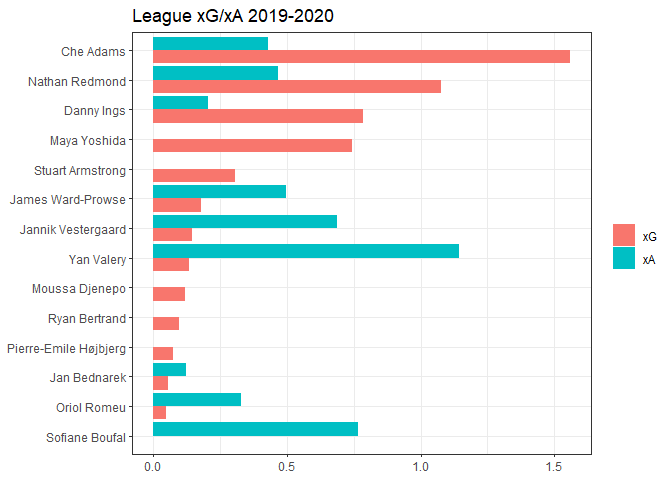 League xG/xA 2019-2020
Che Adams
Nathan Redmond
Danny Ings
Maya Yoshida
Stuart Armstrong
James Ward-Prowse
Jannik Vestergaard
Yan Valery
Moussa Djenepo
Ryan Bertrand
Pierre-Emile Højbjerg
Jan Bednarek
Oriol Romeu
Sofiane Boufal
xG
xA
0.0 0.5 1.0 1.5